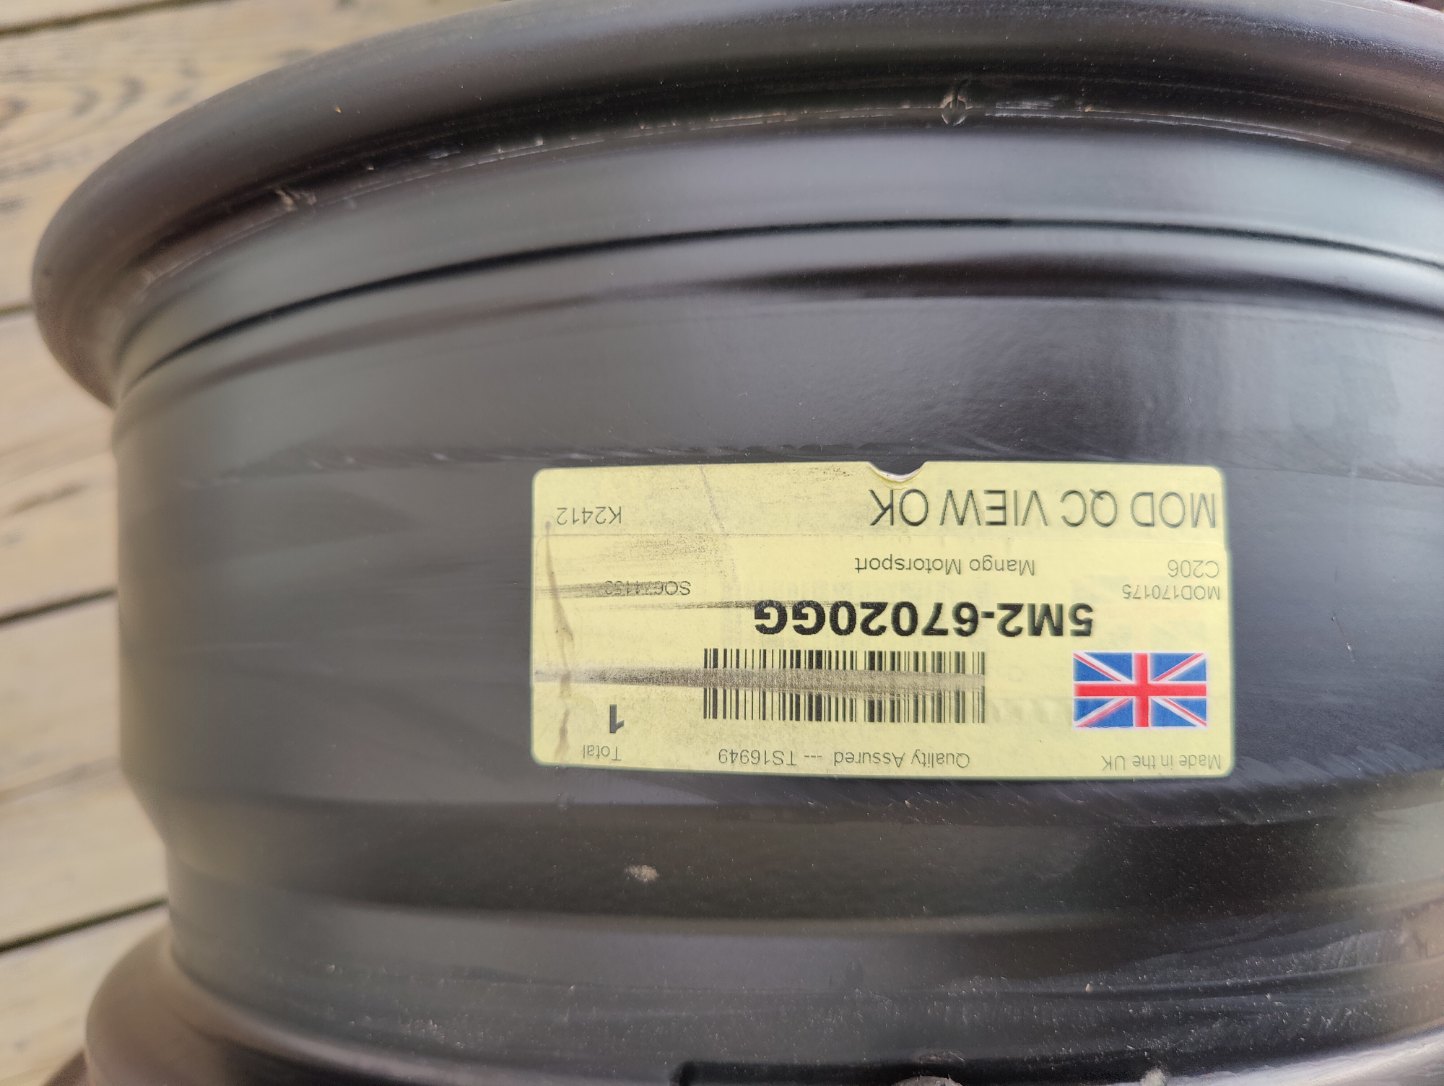 Made in the UK Quality Assured --- TS16949 Total
1
5M2-67020GG
MOD170175
C206 Mango Motorsport
MOD QC VIEW OK K2412